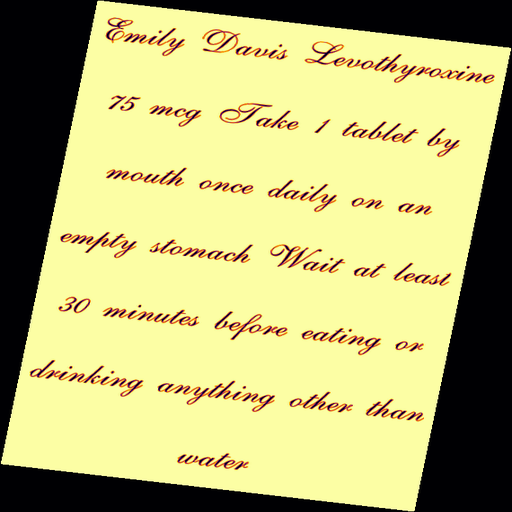 Emily Davis Levothyroxine
75 mcg Take 1 tablet by
mouth once daily on an
empty stomach Wait at least
30 minutes before eating or
drinking anything other than
water